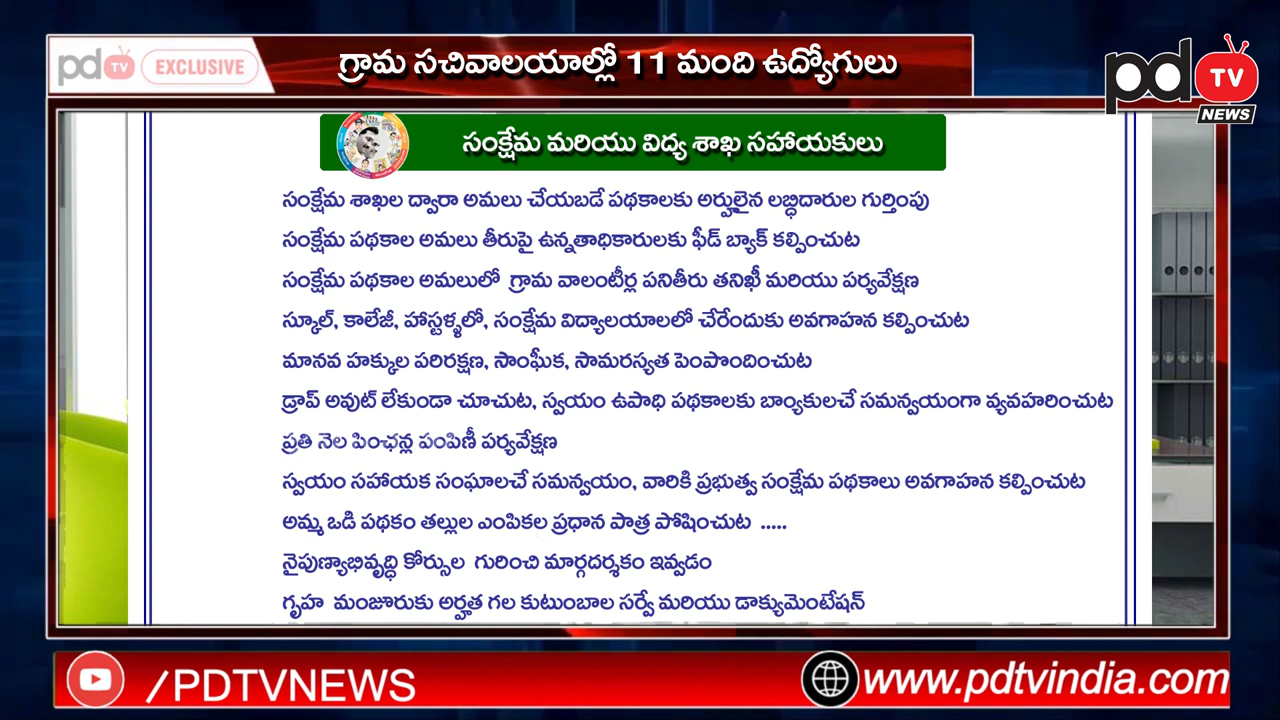 pd TV EXCLUSIVE
గ్రామ సచివాలయాల్లో 11 మంది ఉద్యోగులు
pd TV NEWS
సంక్షేమ మరియు విద్య శాఖ సహాయకులు
సంక్షేమ శాఖల ద్వారా అమలు చేయబడే పథకాలకు అర్హులైన లబ్ధిదారుల గుర్తింపు
సంక్షేమ పథకాల అమలు తీరుపై ఉన్నతాధికారులకు ఫీడ్ బ్యాక్ కల్పించుట
సంక్షేమ పథకాల అమలులో గ్రామ వాలంటీర్ల పనితీరు తనిఖీ మరియు పర్యవేక్షణ
స్కూల్, కాలేజీ, హాస్టళ్ళలో, సంక్షేమ విద్యాలయాలలో చేరేందుకు అవగాహన కల్పించుట
మానవ హక్కుల పరిరక్షణ, సాంఘీక, సామరస్యత పెంపొందించుట
డ్రాప్ అవుట్ లేకుండా చూచుట, స్వయం ఉపాధి పథకాలకు బ్యాంకులచే సమన్వయంగా వ్యవహరించుట
ప్రతి నెల పింఛన్ల పంపిణీ పర్యవేక్షణ
స్వయం సహాయక సంఘాలచే సమన్వయం, వారికి ప్రభుత్వ సంక్షేమ పథకాలు అవగాహన కల్పించుట
అమ్మ ఒడి పథకం తల్లుల ఎంపికల ప్రధాన పాత్ర పోషించుట .....
నైపుణ్యాభివృద్ధి కోర్సుల గురించి మార్గదర్శకం ఇవ్వడం
గృహ మంజూరుకు అర్హత గల కుటుంబాల సర్వే మరియు డాక్యుమెంటేషన్
/PDTVNEWS
www.pdtvindia.com